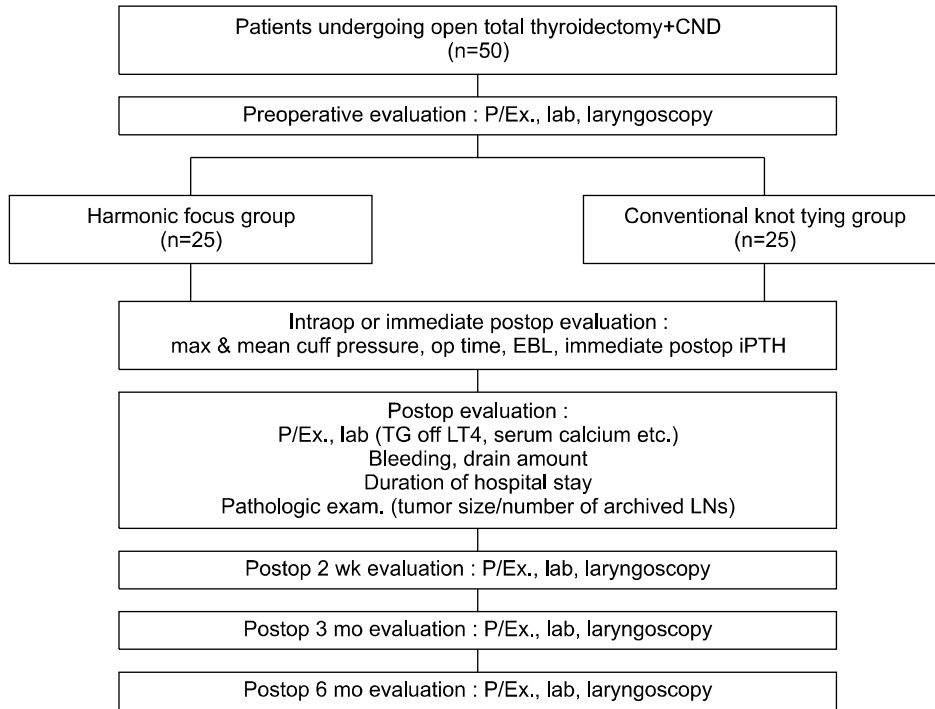 Patients undergoing open total thyroidectomy+CND
(n=50)
Preoperative evaluation : P/Ex., lab, laryngoscopy
Harmonic focus group
(n=25)
Conventional knot tying group
(n=25)
Intraop or immediate postop evaluation :
max & mean cuff pressure, op time, EBL, immediate postop iPTH
Postop evaluation :
P/Ex., lab (TG off LT4, serum calcium etc.)
Bleeding, drain amount
Duration of hospital stay
Pathologic exam. (tumor size/number of archived LNs)
Postop 2 wk evaluation : P/Ex., lab, laryngoscopy
Postop 3 mo evaluation : P/Ex., lab, laryngoscopy
Postop 6 mo evaluation : P/Ex., lab, laryngoscopy